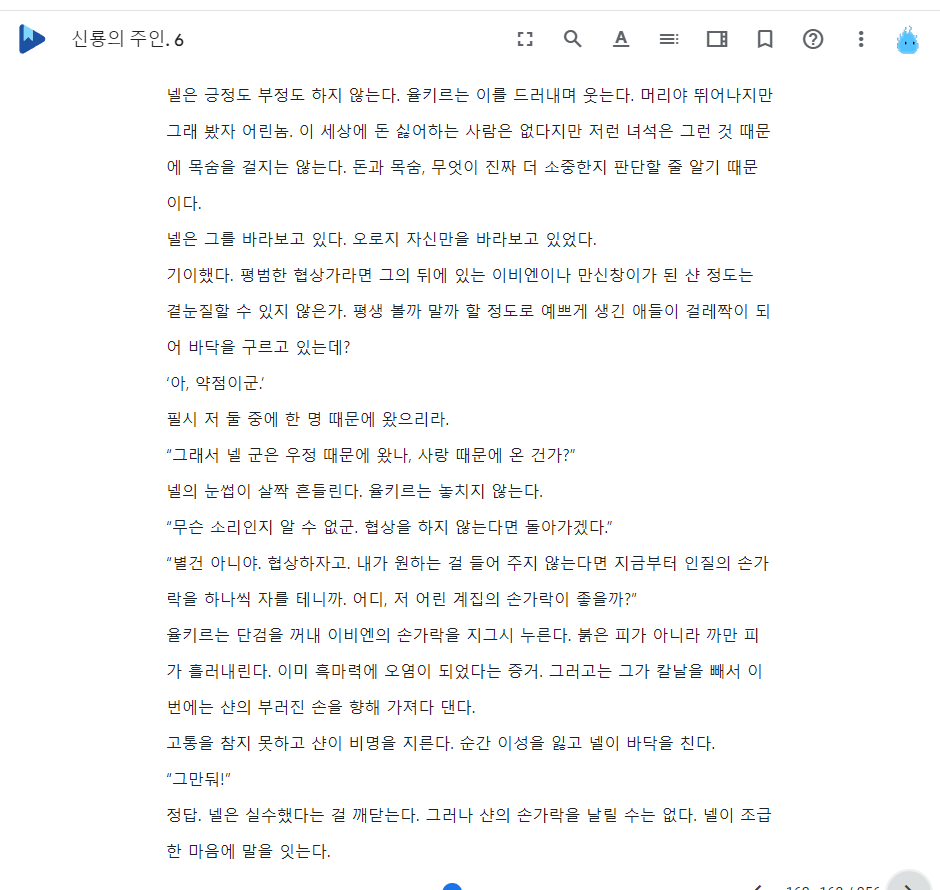 신룡의 주인. 6
넬은 긍정도 부정도 하지 않는다. 율키르는 이를 드러내며 웃는다. 머리야 뛰어나지만
그래 봤자 어린놈. 이 세상에 돈 싫어하는 사람은 없다지만 저런 녀석은 그런 것 때문
에 목숨을 걸지는 않는다. 돈과 목숨, 무엇이 진짜 더 소중한지 판단할 줄 알기 때문
이다.
넬은 그를 바라보고 있다. 오로지 자신만을 바라보고 있었다.
기이했다. 평범한 협상가라면 그의 뒤에 있는 이비엔이나 만신창이가 된 샨 정도는
곁눈질할 수 있지 않은가. 평생 볼까 말까 할 정도로 예쁘게 생긴 애들이 걸레짝이 되
어 바닥을 구르고 있는데?
‘아, 약점이군.’
필시 저 둘 중에 한 명 때문에 왔으리라.
“그래서 넬 군은 우정 때문에 왔나, 사랑 때문에 온 건가?”
넬의 눈썹이 살짝 흔들린다. 율키르는 놓치지 않는다.
“무슨 소리인지 알 수 없군. 협상을 하지 않는다면 돌아가겠다.”
“별건 아니야. 협상하자고. 내가 원하는 걸 들어 주지 않는다면 지금부터 인질의 손가
락을 하나씩 자를 테니까. 어디, 저 어린 계집의 손가락이 좋을까?”
율키르는 단검을 꺼내 이비엔의 손가락을 지그시 누른다. 붉은 피가 아니라 까만 피
가 흘러내린다. 이미 흑마력에 오염이 되었다는 증거. 그러고는 그가 칼날을 빼서 이
번에는 샨의 부러진 손을 향해 가져다 댄다.
고통을 참지 못하고 샨이 비명을 지른다. 순간 이성을 잃고 넬이 바닥을 친다.
“그만둬!”
정답. 넬은 실수했다는 걸 깨닫는다. 그러나 샨의 손가락을 날릴 수는 없다. 넬이 조급
한 마음에 말을 잇는다.